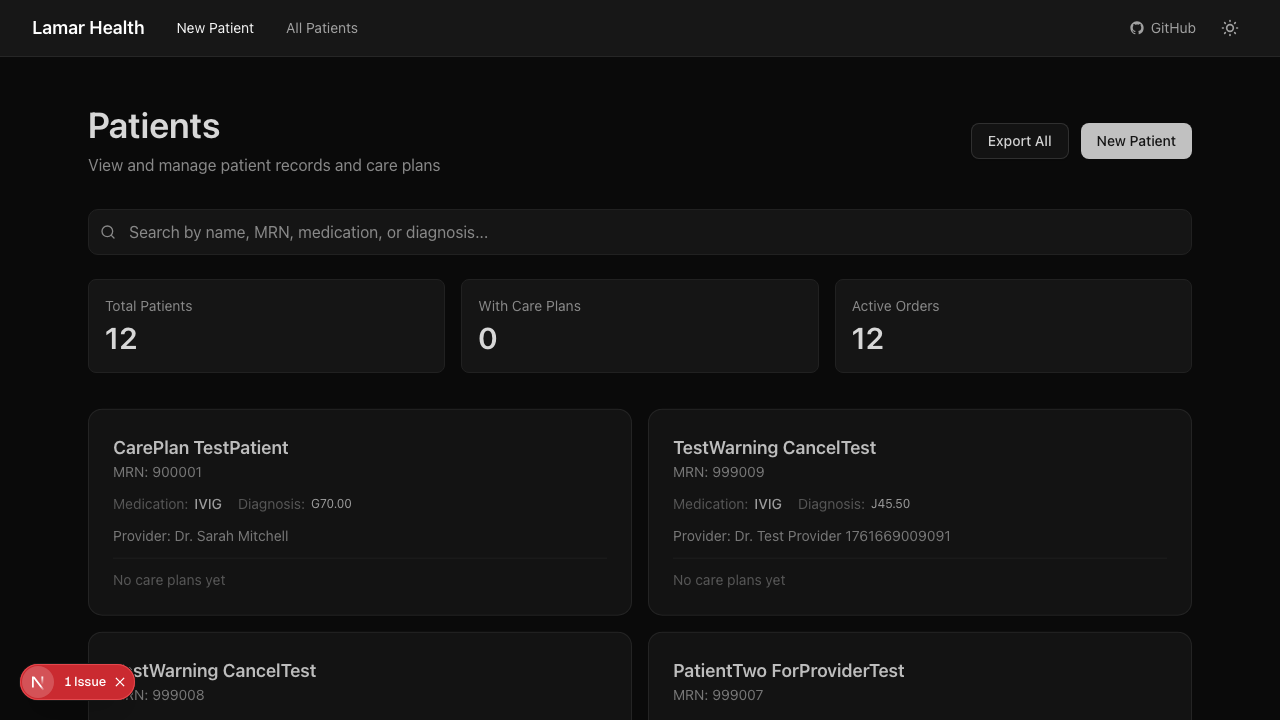 Lamar Health New Patient All Patients GitHub
Patients
View and manage patient records and care plans
Export All New Patient
Search by name, MRN, medication, or diagnosis...
Total Patients With Care Plans Active Orders
12 0 12
CarePlan TestPatient
MRN: 900001
Medication: IVIG Diagnosis: G70.00
Provider: Dr. Sarah Mitchell
No care plans yet
TestWarning CancelTest
MRN: 999009
Medication: IVIG Diagnosis: J45.50
Provider: Dr. Test Provider 1761669009091
No care plans yet
stWarning CancelTest
RN: 999008
PatientTwo ForProviderTest
MRN: 999007
N 1 Issue